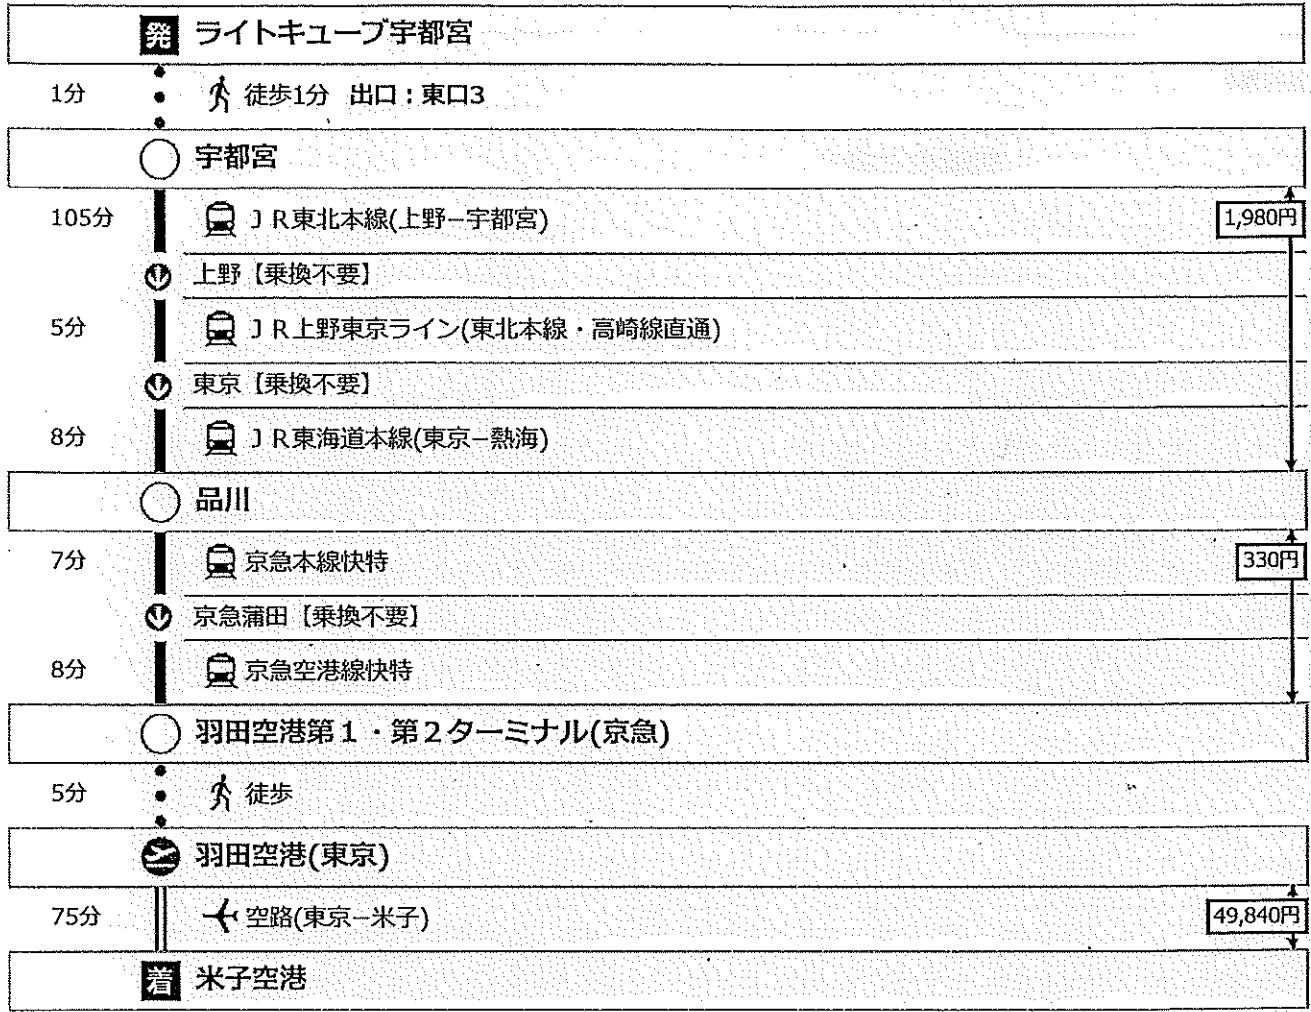 発 ライトキューブ宇都宮
1分 徒歩1分 出口：東口3
宇都宮
105分 ＪＲ東北本線(上野－宇都宮) 1,980円
上野【乗換不要】
5分 ＪＲ上野東京ライン(東北本線・高崎線直通)
東京【乗換不要】
8分 ＪＲ東海道本線(東京－熱海)
品川
7分 京急本線快特 330円
京急蒲田【乗換不要】
8分 京急空港線快特
羽田空港第１・第２ターミナル(京急)
5分 徒歩
羽田空港(東京)
75分 空路(東京－米子) 49,840円
着 米子空港